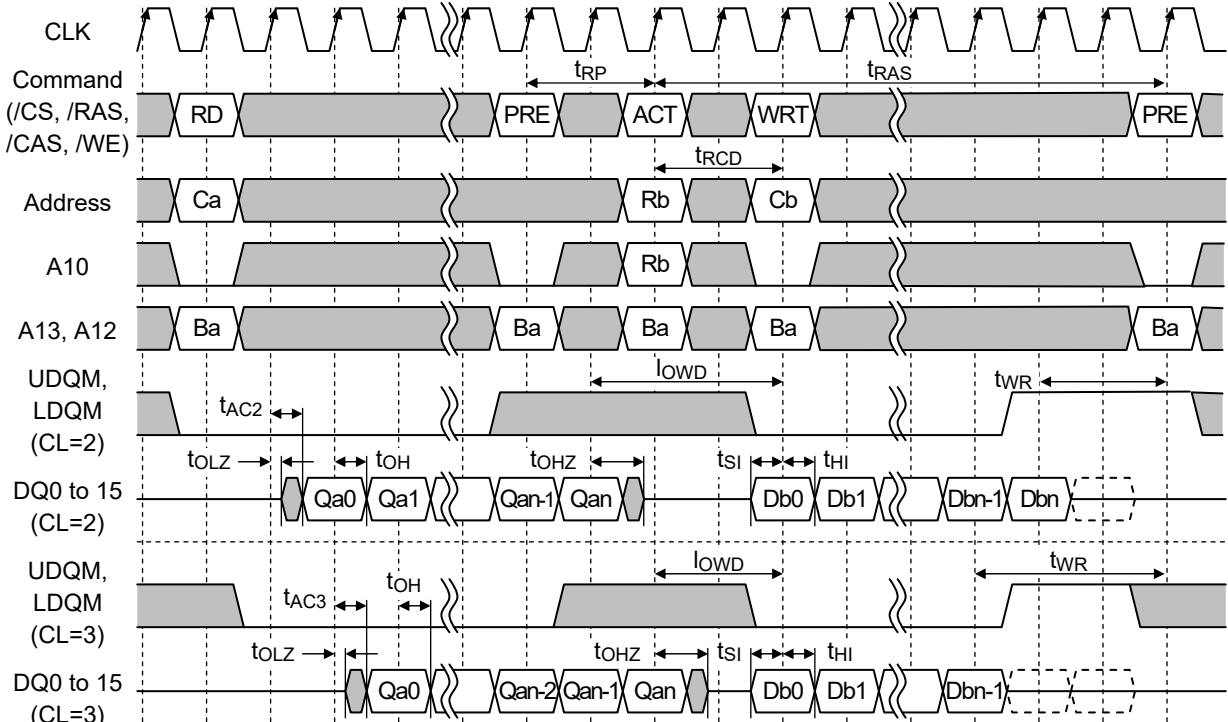 CLK
Command
(/CS, /RAS,
/CAS, /WE)
tRP
tRAS
RD
PRE
ACT
WRT
PRE
tRCD
Address
Ca
Rb
Cb
A10
Rb
A13, A12
Ba
Ba
Ba
Ba
Ba
UDQM,
LDQM
(CL=2)
tAC2
lOWD
tWR
tOLZ
tOH
tOHZ
tSI
tHI
DQ0 to 15
(CL=2)
Qa0
Qa1
Qan-1
Qan
Db0
Db1
Dbn-1
Dbn
UDQM,
LDQM
(CL=3)
tAC3
tOH
lOWD
tWR
tOLZ
tOHZ
tSI
tHI
DQ0 to 15
(CL=3)
Qa0
Qan-2
Qan-1
Qan
Db0
Db1
Dbn-1